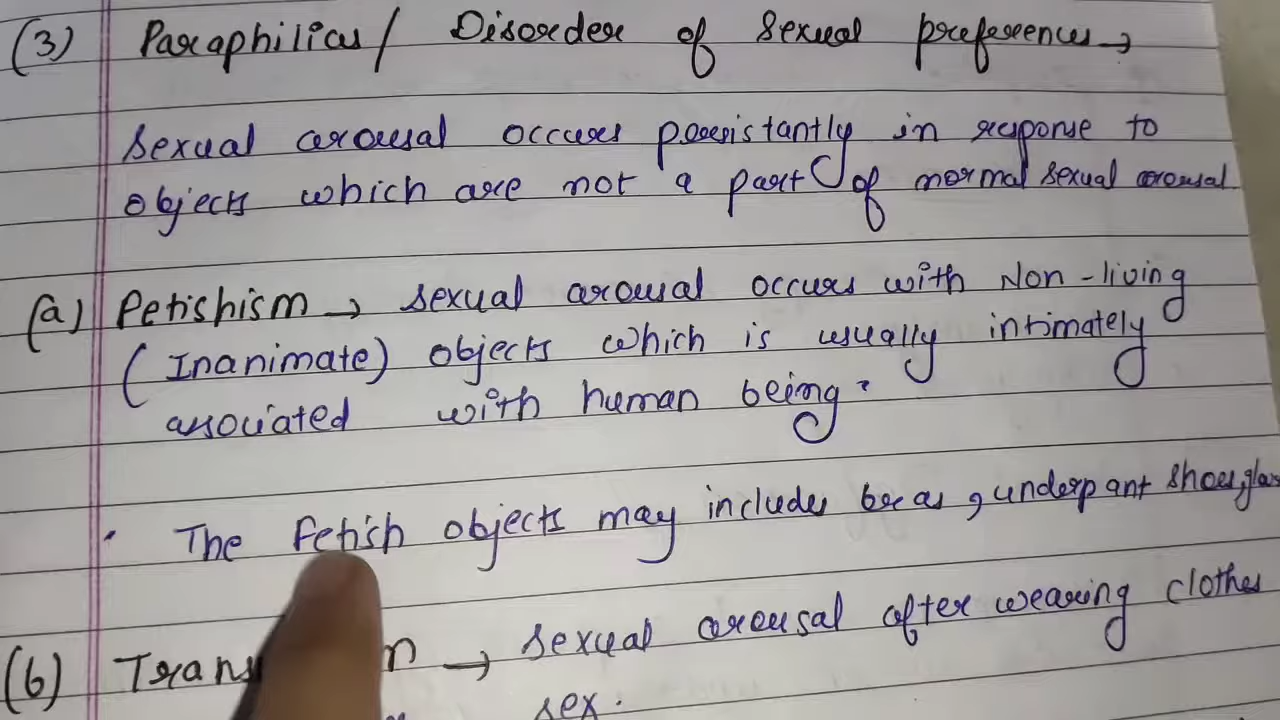 (3) Paraphilias / Disorder of sexual preferences →
sexual arousal occurs persistantly in response to
objects which are not a part of normal sexual arousal
(a) Fetishism → sexual arousal occurs with Non-living
(Inanimate) objects which is usually intimately
associated with human being.
• The fetish objects may includes bras, underpant shoes,
(b) → sexual arousal after wearing clothes
sex.